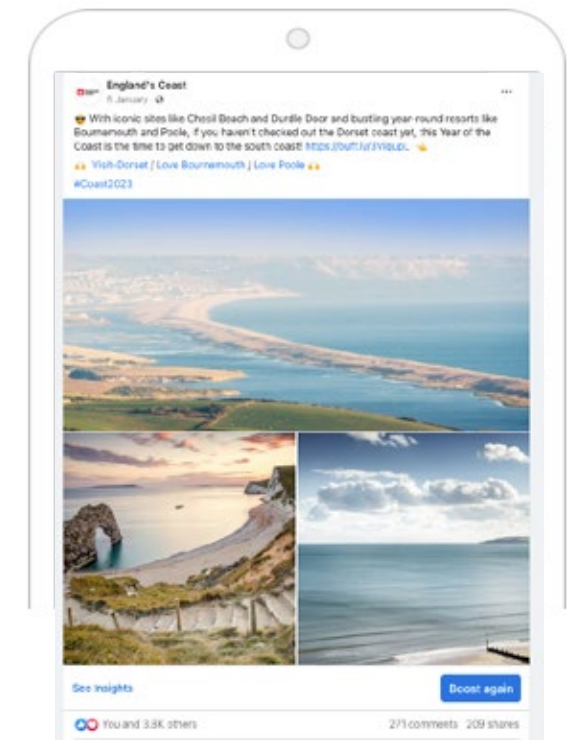 England's Coast
6 January
😎 With iconic sites like Chesil Beach and Durdle Door and bustling year-round resorts like
Bournemouth and Poole, if you haven't checked out the Dorset coast yet, this Year of the
Coast is the time to get down to the south coast!
🙌 Visit-Dorset / Love Bournemouth / Love Poole 🙌
#Coast2023
See Insights
Boost again
You and 3.8K others
271 comments 209 shares